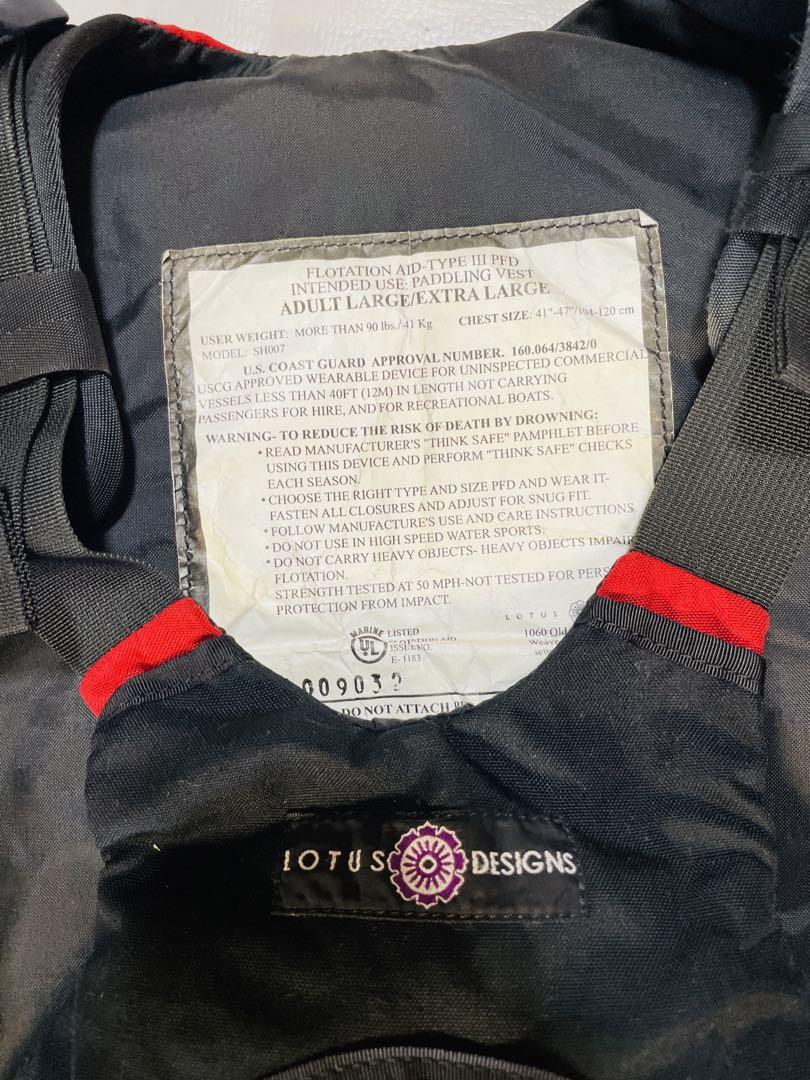 FLOTATION AID-TYPE III PFD
INTENDED USE: PADDLING VEST
ADULT LARGE/EXTRA LARGE
USER WEIGHT: MORE THAN 90 lbs./41 Kg CHEST SIZE: 41"-47"/104-120 cm
MODEL: SH007
U.S. COAST GUARD APPROVAL NUMBER. 160.064/3842/0
USCG APPROVED WEARABLE DEVICE FOR UNINSPECTED COMMERCIAL
VESSELS LESS THAN 40FT (12M) IN LENGTH NOT CARRYING
PASSENGERS FOR HIRE, AND FOR RECREATIONAL BOATS.
WARNING- TO REDUCE THE RISK OF DEATH BY DROWNING:
• READ MANUFACTURER'S "THINK SAFE" PAMPHLET BEFORE
USING THIS DEVICE AND PERFORM "THINK SAFE" CHECKS
EACH SEASON.
• CHOOSE THE RIGHT TYPE AND SIZE PFD AND WEAR IT-
FASTEN ALL CLOSURES AND ADJUST FOR SNUG FIT.
• FOLLOW MANUFACTURE'S USE AND CARE INSTRUCTIONS
• DO NOT USE IN HIGH SPEED WATER SPORTS.
• DO NOT CARRY HEAVY OBJECTS- HEAVY OBJECTS IMPAIR
FLOTATION.
STRENGTH TESTED AT 50 MPH-NOT TESTED FOR PERS
PROTECTION FROM IMPACT.
LOTUS
MARINE
UL
LISTED
FLOTATION AID
ISSUE NO.
E-1183
1060 Old
Weave
009032
DO NOT ATTACH
LOTUS DESIGNS